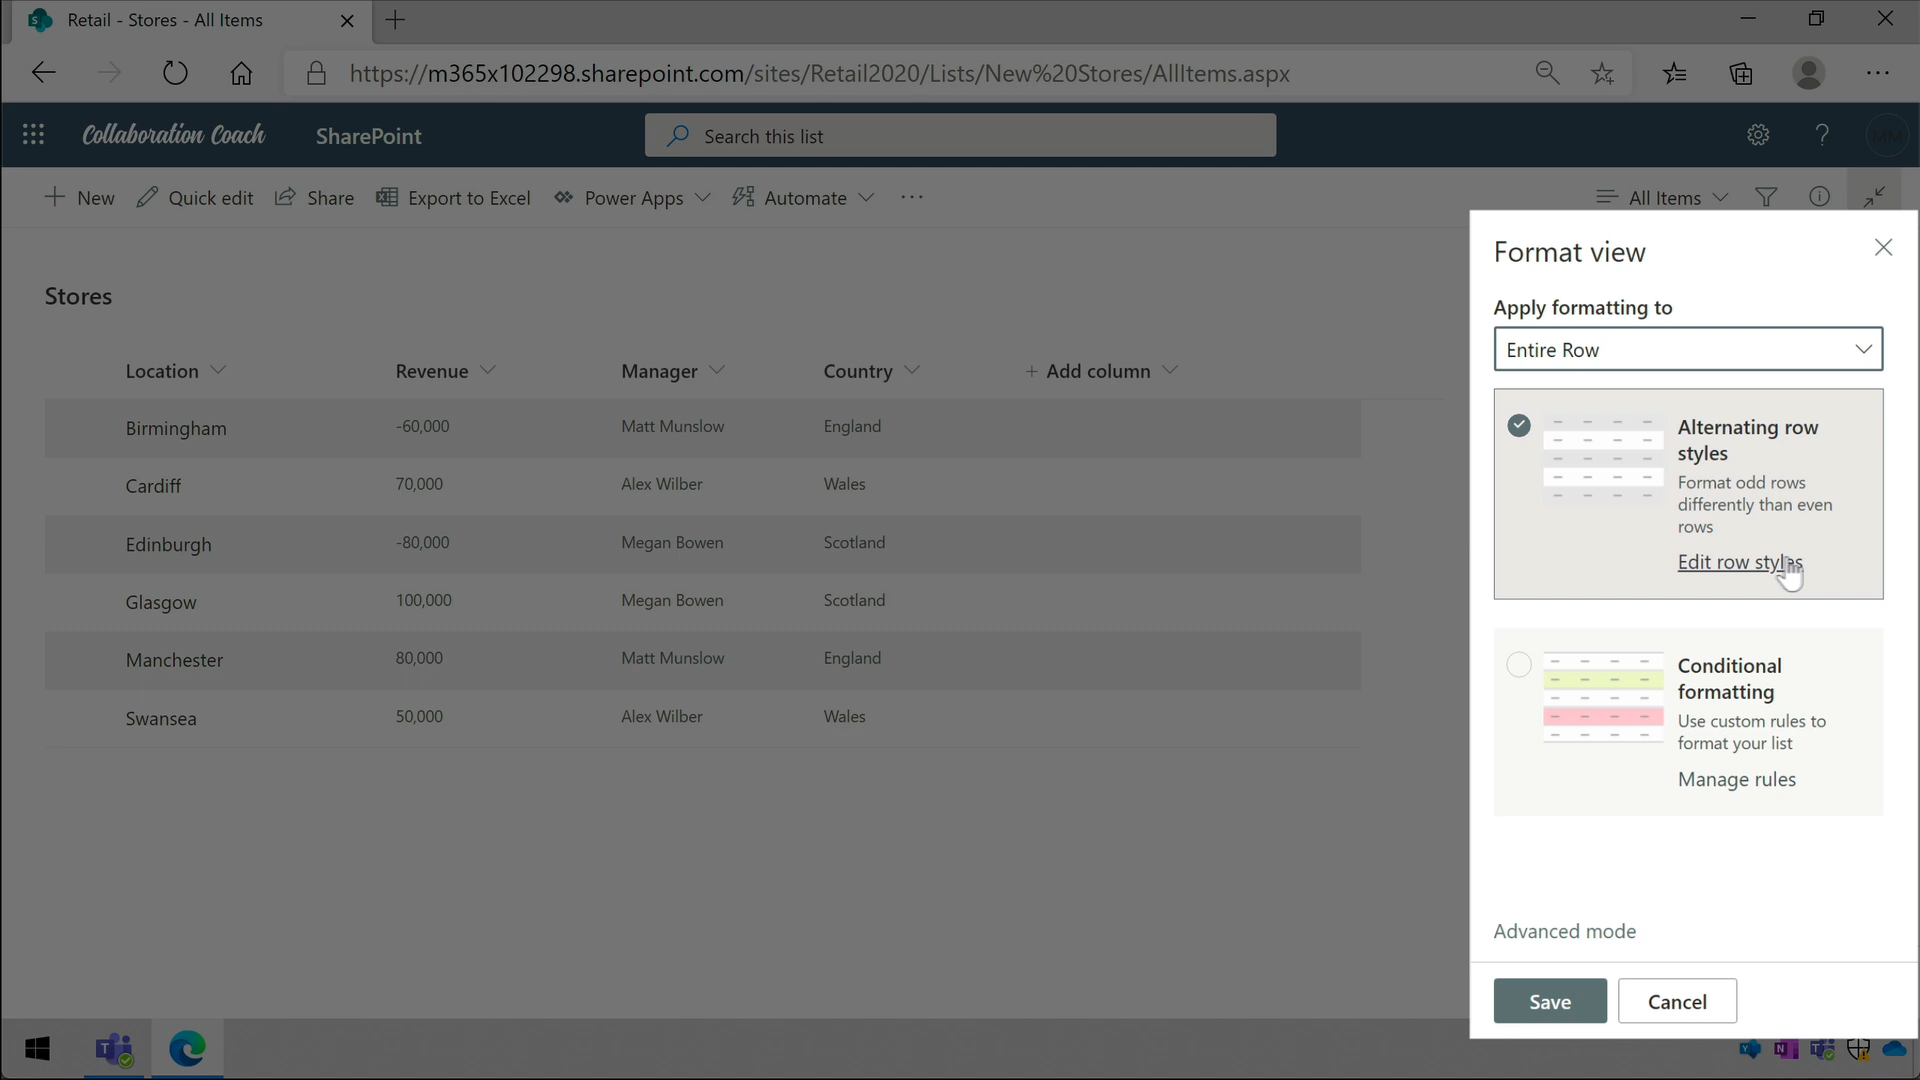 Retail - Stores - All Items
https://m365x102298.sharepoint.com/sites/Retail2020/Lists/New%20Stores/AllItems.aspx
Collaboration Coach SharePoint Search this list MM
New Quick edit Share Export to Excel Power Apps Automate All Items
Format view
Apply formatting to
Entire Row
Stores
Location Revenue Manager Country + Add column
Birmingham -60,000 Matt Munslow England
Cardiff 70,000 Alex Wilber Wales
Edinburgh -80,000 Megan Bowen Scotland
Glasgow 100,000 Megan Bowen Scotland
Manchester 80,000 Matt Munslow England
Swansea 50,000 Alex Wilber Wales
Alternating row
styles
Format odd rows
differently than even
rows
Edit row styles
Conditional
formatting
Use custom rules to
format your list
Manage rules
Advanced mode
Save Cancel